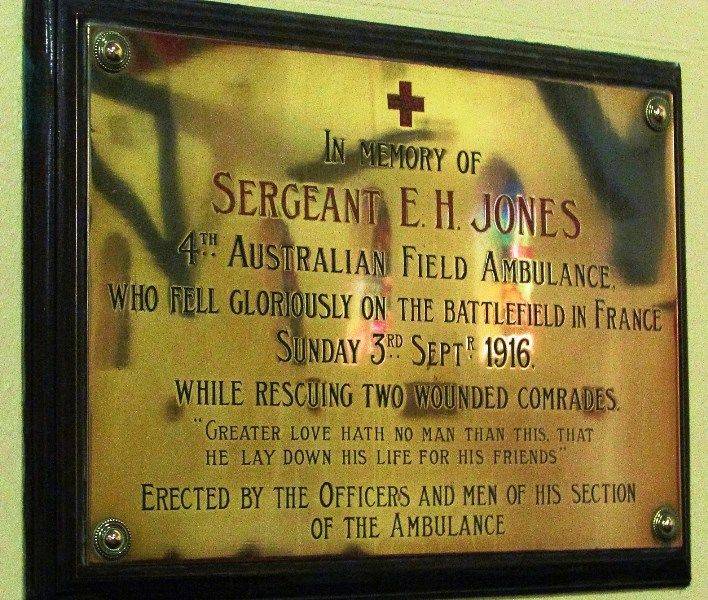 IN MEMORY OF
SERGEANT E. H. JONES
4TH AUSTRALIAN FIELD AMBULANCE,
WHO FELL GLORIOUSLY ON THE BATTLEFIELD IN FRANCE
SUNDAY 3RD SEPTR 1916,
WHILE RESCUING TWO WOUNDED COMRADES.
"GREATER LOVE HATH NO MAN THAN THIS, THAT
HE LAY DOWN HIS LIFE FOR HIS FRIENDS"
ERECTED BY THE OFFICERS AND MEN OF HIS SECTION
OF THE AMBULANCE